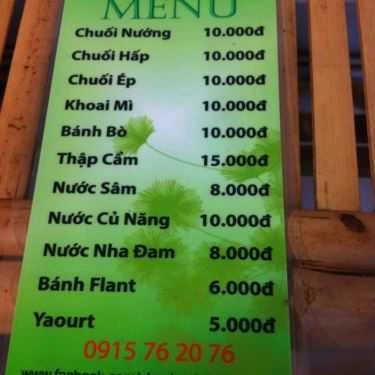 MENU
Chuối Nướng 10.000đ
Chuối Hấp 10.000đ
Chuối Ép 10.000đ
Khoai Mì 10.000đ
Bánh Bò 10.000đ
Thập Cẩm 15.000đ
Nước Sâm 8.000đ
Nước Củ Năng 10.000đ
Nước Nha Đam 8.000đ
Bánh Flant 6.000đ
Yaourt 5.000đ
0915 76 20 76